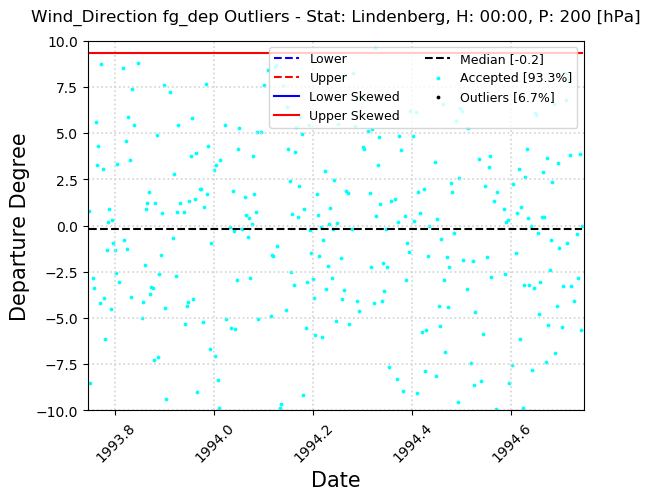 Wind_Direction fg_dep Outliers - Stat: Lindenberg, H: 00:00, P: 200 [hPa]
Lower
Upper
Lower Skewed
Upper Skewed
Median [-0.2]
Accepted [93.3%]
Outliers [6.7%]
Departure Degree
10.0
7.5
5.0
2.5
0.0
−2.5
−5.0
−7.5
−10.0
1993.8
1994.0
1994.2
1994.4
1994.6
Date